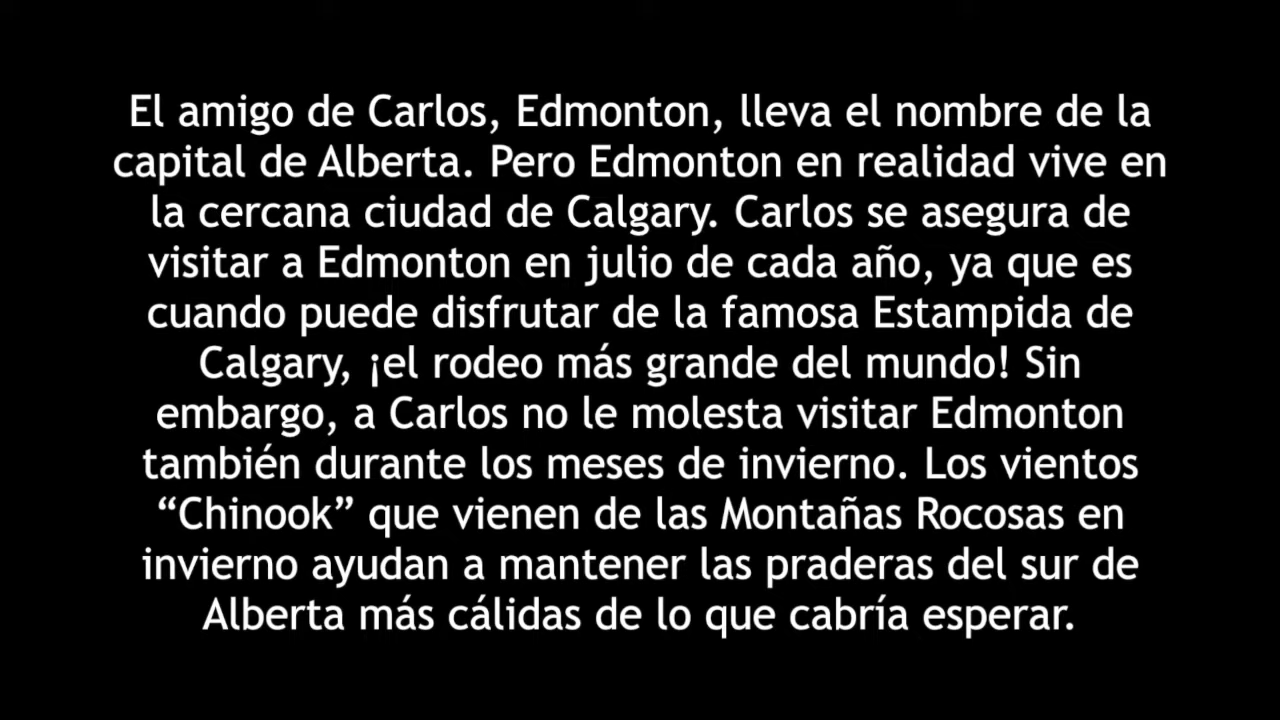 El amigo de Carlos, Edmonton, lleva el nombre de la
capital de Alberta. Pero Edmonton en realidad vive en
la cercana ciudad de Calgary. Carlos se asegura de
visitar a Edmonton en julio de cada año, ya que es
cuando puede disfrutar de la famosa Estampida de
Calgary, ¡el rodeo más grande del mundo! Sin
embargo, a Carlos no le molesta visitar Edmonton
también durante los meses de invierno. Los vientos
“Chinook” que vienen de las Montañas Rocosas en
invierno ayudan a mantener las praderas del sur de
Alberta más cálidas de lo que cabría esperar.